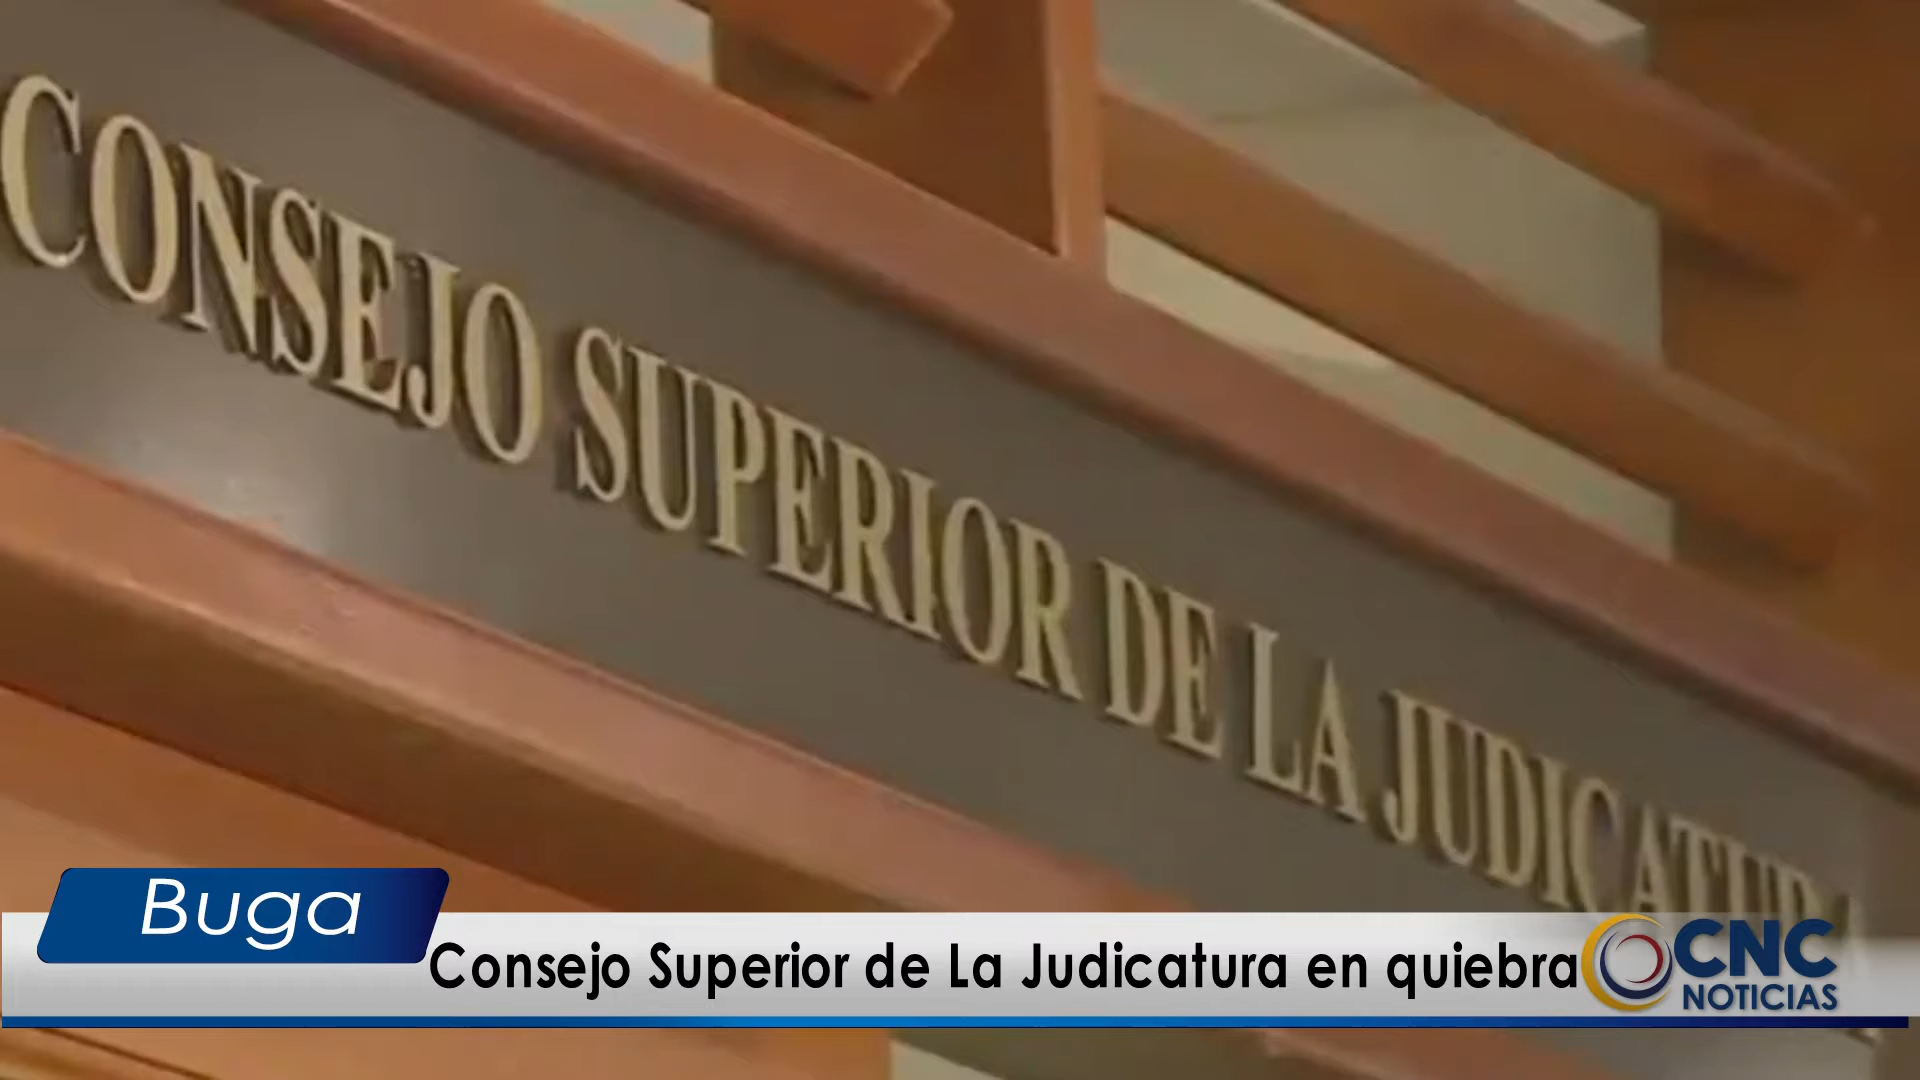 CONSEJO SUPERIOR DE LA JUDICATURA
Buga
Consejo Superior de La Judicatura en quiebra
CNC
NOTICIAS